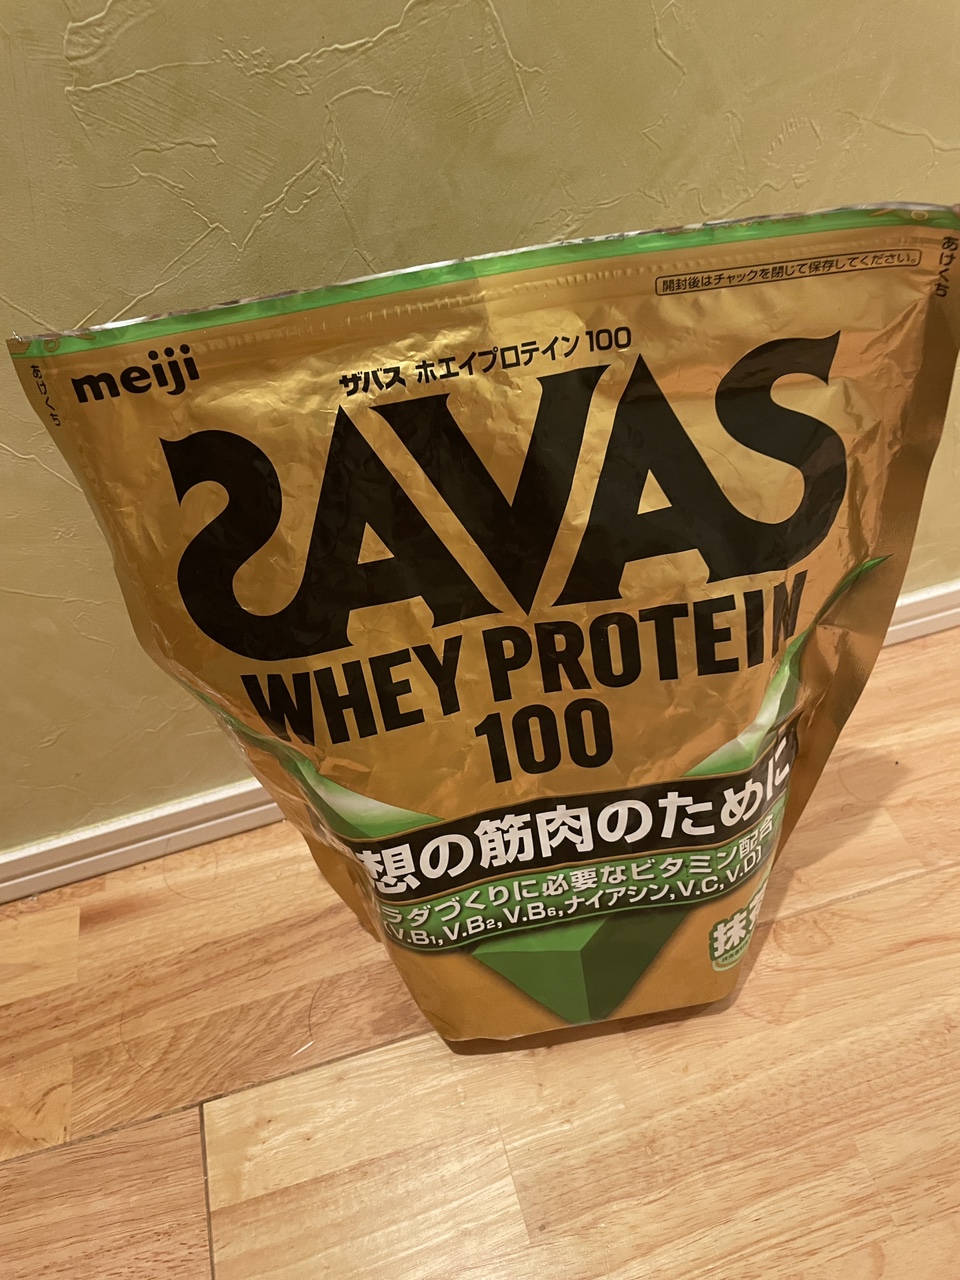 開封後はチャックを閉じて保存してください。
あけくち
あけくち
meiji
ザバス ホエイプロテイン100
SAVAS
WHEY PROTEIN
100
想の筋肉のために
ラダづくりに必要なビタミン配合
(V.B1, V.B2, V.B6, ナイアシン, V.C, V.D)
抹